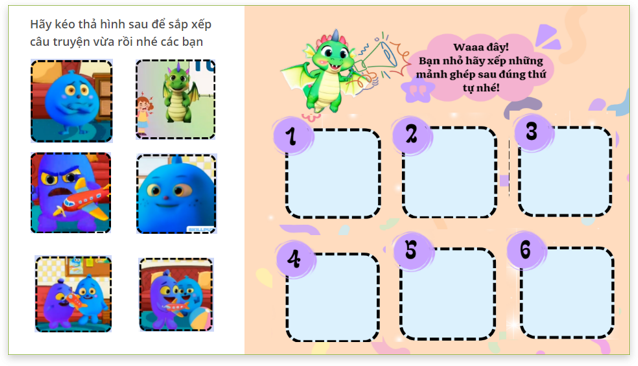 Hãy kéo thả hình sau để sắp xếp
câu truyện vừa rồi nhé các bạn
Waaa đây!
Bạn nhỏ hãy xếp những
mảnh ghép sau đúng thứ
tự nhé!
1
2
3
4
5
6